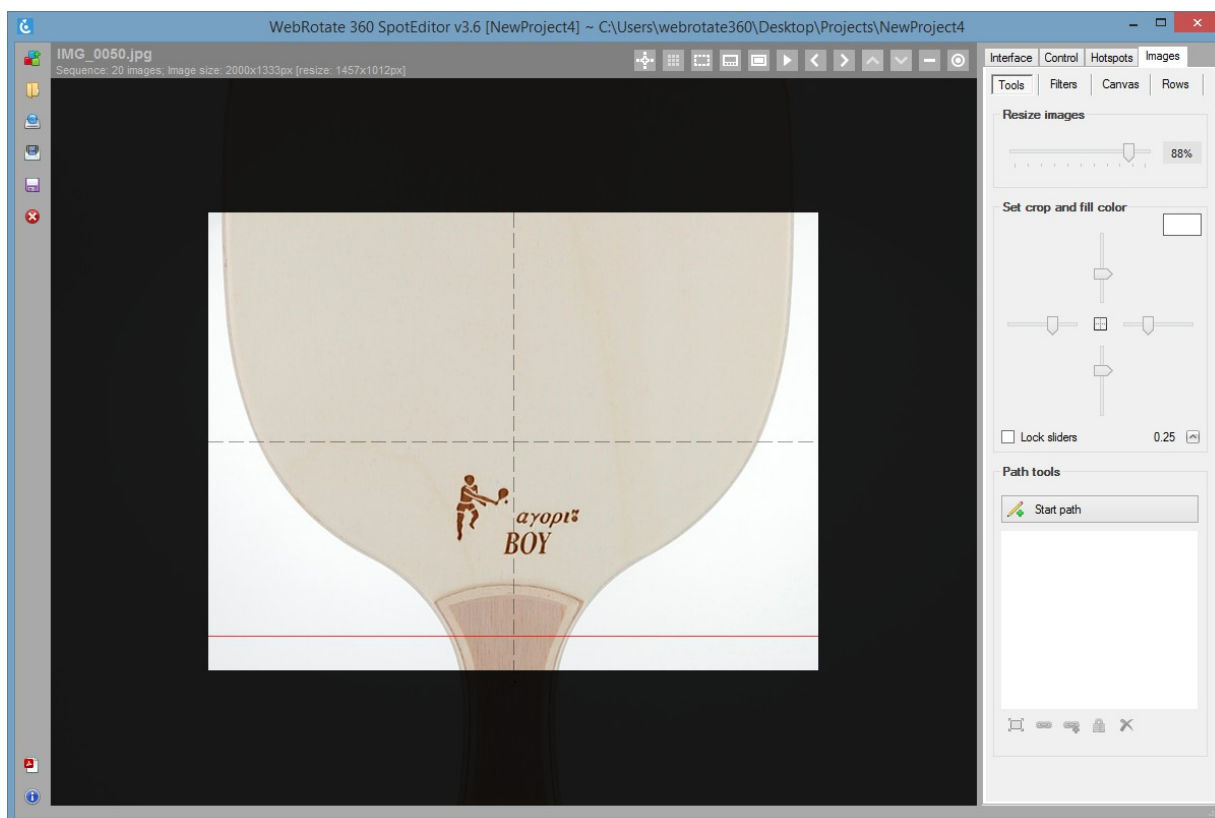 WebRotate 360 SpotEditor v3.6 [NewProject4] ~ C:\Users\webrotate360\Desktop\Projects\NewProject4
IMG_0050.jpg
Sequence: 20 images; Image size: 2000x1333px [resize: 1457x1012px]
Interface Control Hotspots Images
Tools Filters Canvas Rows
Resize images
88%
Set crop and fill color
Lock sliders 0.25
Path tools
Start path
αγορι
BOY